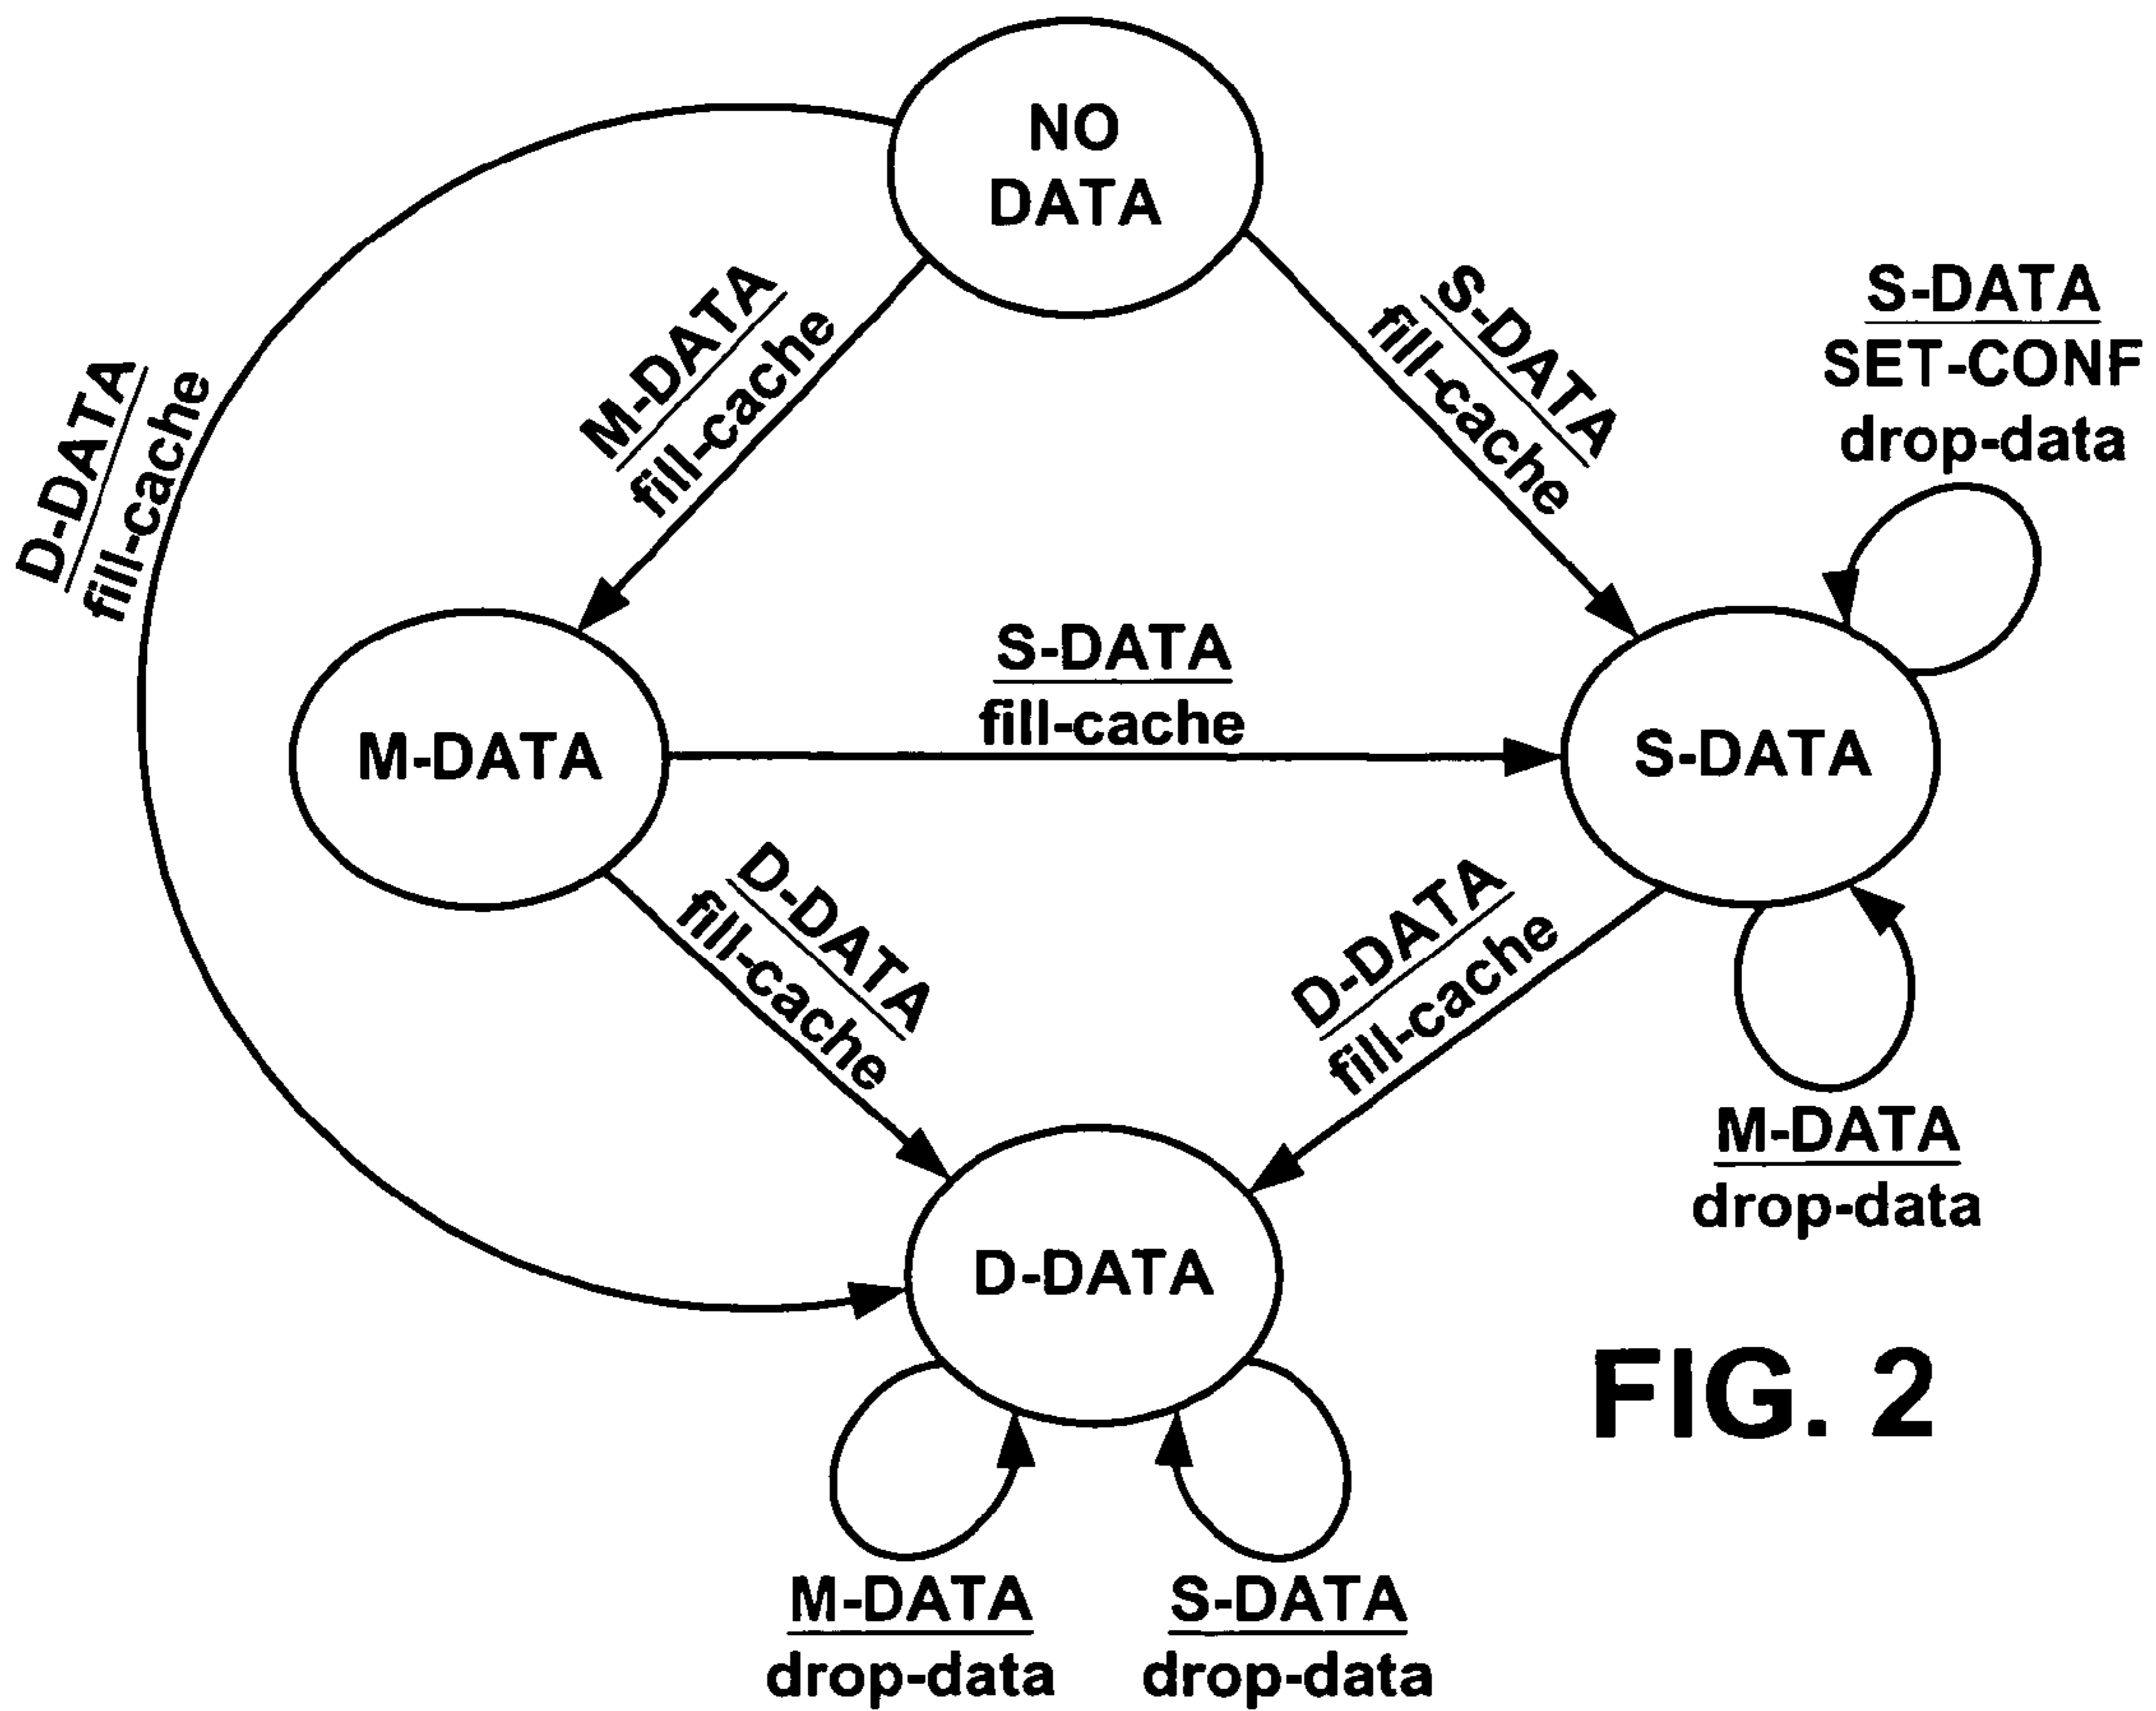 NO
DATA
D-DATA
fill-cache
M-DATA
fill-cache
S-DATA
fill-cache
S-DATA
SET-CONF
drop-data
S-DATA
fill-cache
M-DATA
S-DATA
D-DATA
fill-cache
D-DATA
fill-cache
M-DATA
drop-data
D-DATA
FIG. 2
M-DATA
drop-data
S-DATA
drop-data